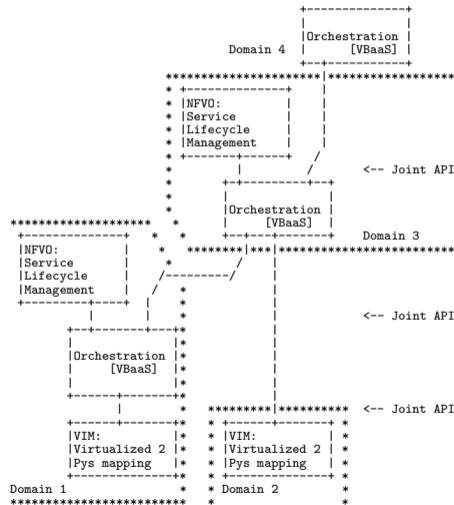 Orchestration
Domain 4 [VBaaS]
NFVO:
Service
Lifecycle
Management
<-- Joint API
Orchestration
[VBaaS]
Domain 3
NFVO:
Service
Lifecycle
Management
<-- Joint API
Orchestration
[VBaaS]
<-- Joint API
VIM: VIM:
Virtualized 2 Virtualized 2
Pys mapping Pys mapping
Domain 1 Domain 2